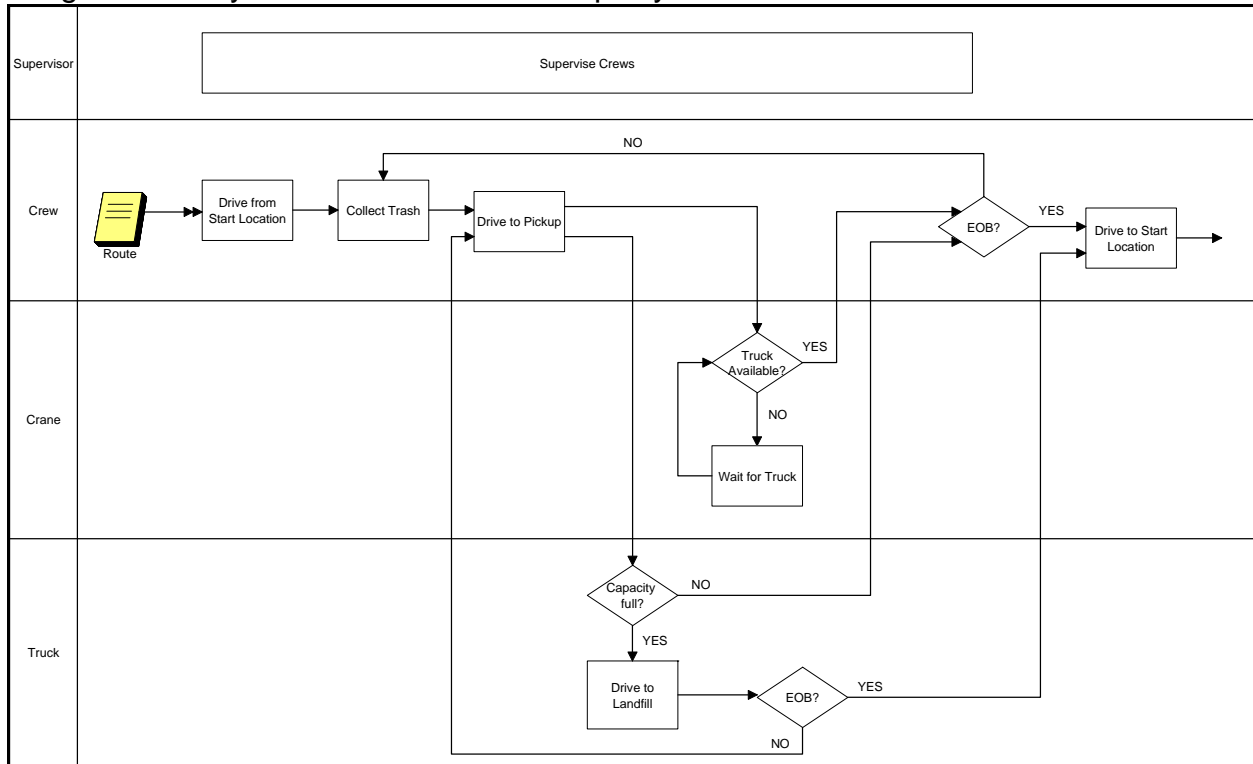 Supervisor
Supervise Crews
Crew
Route
Drive from
Start Location
Collect Trash
Drive to Pickup
NO
EOB?
YES
Drive to Start
Location
Crane
Truck
Available?
YES
NO
Wait for Truck
Truck
Capacity
full?
NO
YES
Drive to
Landfill
EOB?
YES
NO